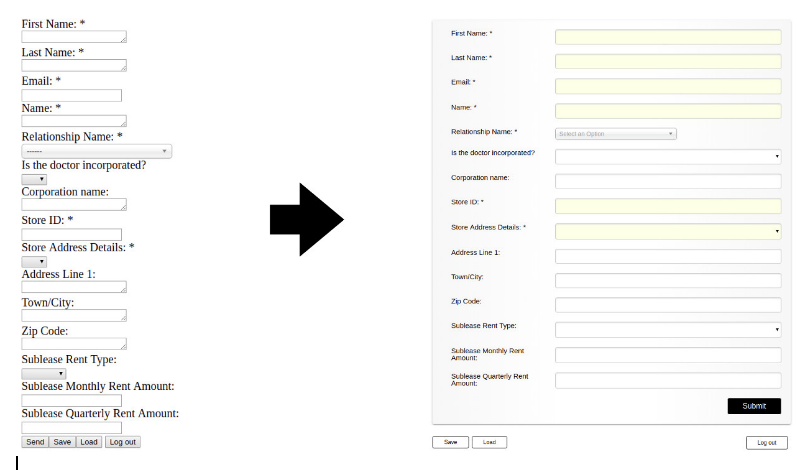 First Name: *
Last Name: *
Email: *
Name: *
Relationship Name: *
------
Is the doctor incorporated?
Corporation name:
Store ID: *
Store Address Details: *
Address Line 1:
Town/City:
Zip Code:
Sublease Rent Type:
Sublease Monthly Rent Amount:
Sublease Quarterly Rent Amount:
Send Save Load Log out
First Name: *
Last Name: *
Email: *
Name: *
Relationship Name: * Select an Option
Is the doctor incorporated?
Corporation name:
Store ID: *
Store Address Details: *
Address Line 1:
Town/City:
Zip Code:
Sublease Rent Type:
Sublease Monthly Rent
Amount:
Sublease Quarterly Rent
Amount:
Submit
Save Load Log out